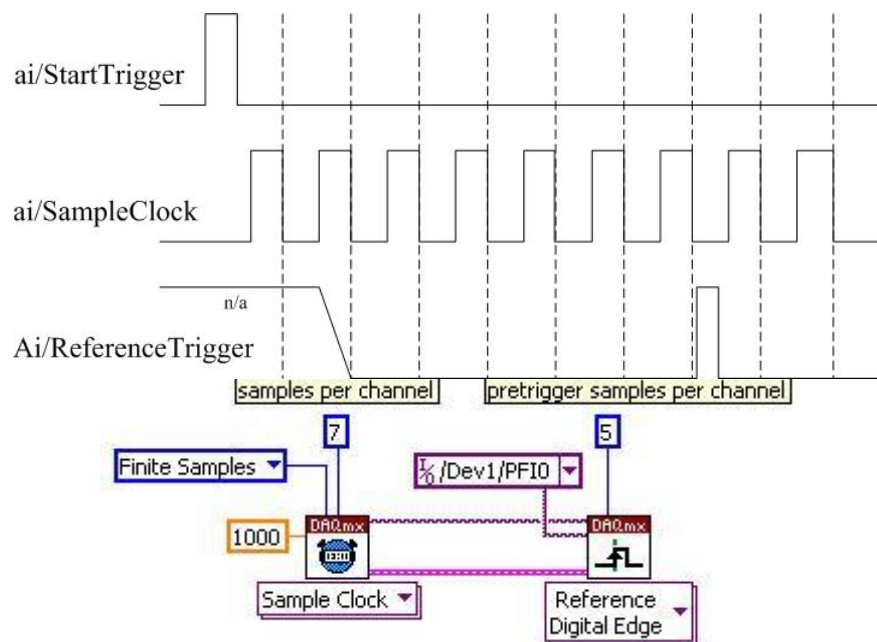 ai/StartTrigger
ai/SampleClock
n/a
Ai/ReferenceTrigger
samples per channel
pretrigger samples per channel
7
5
Finite Samples
I/O /Dev1/PFI0
1000
DAQmx
DAQmx
Sample Clock
Reference
Digital Edge